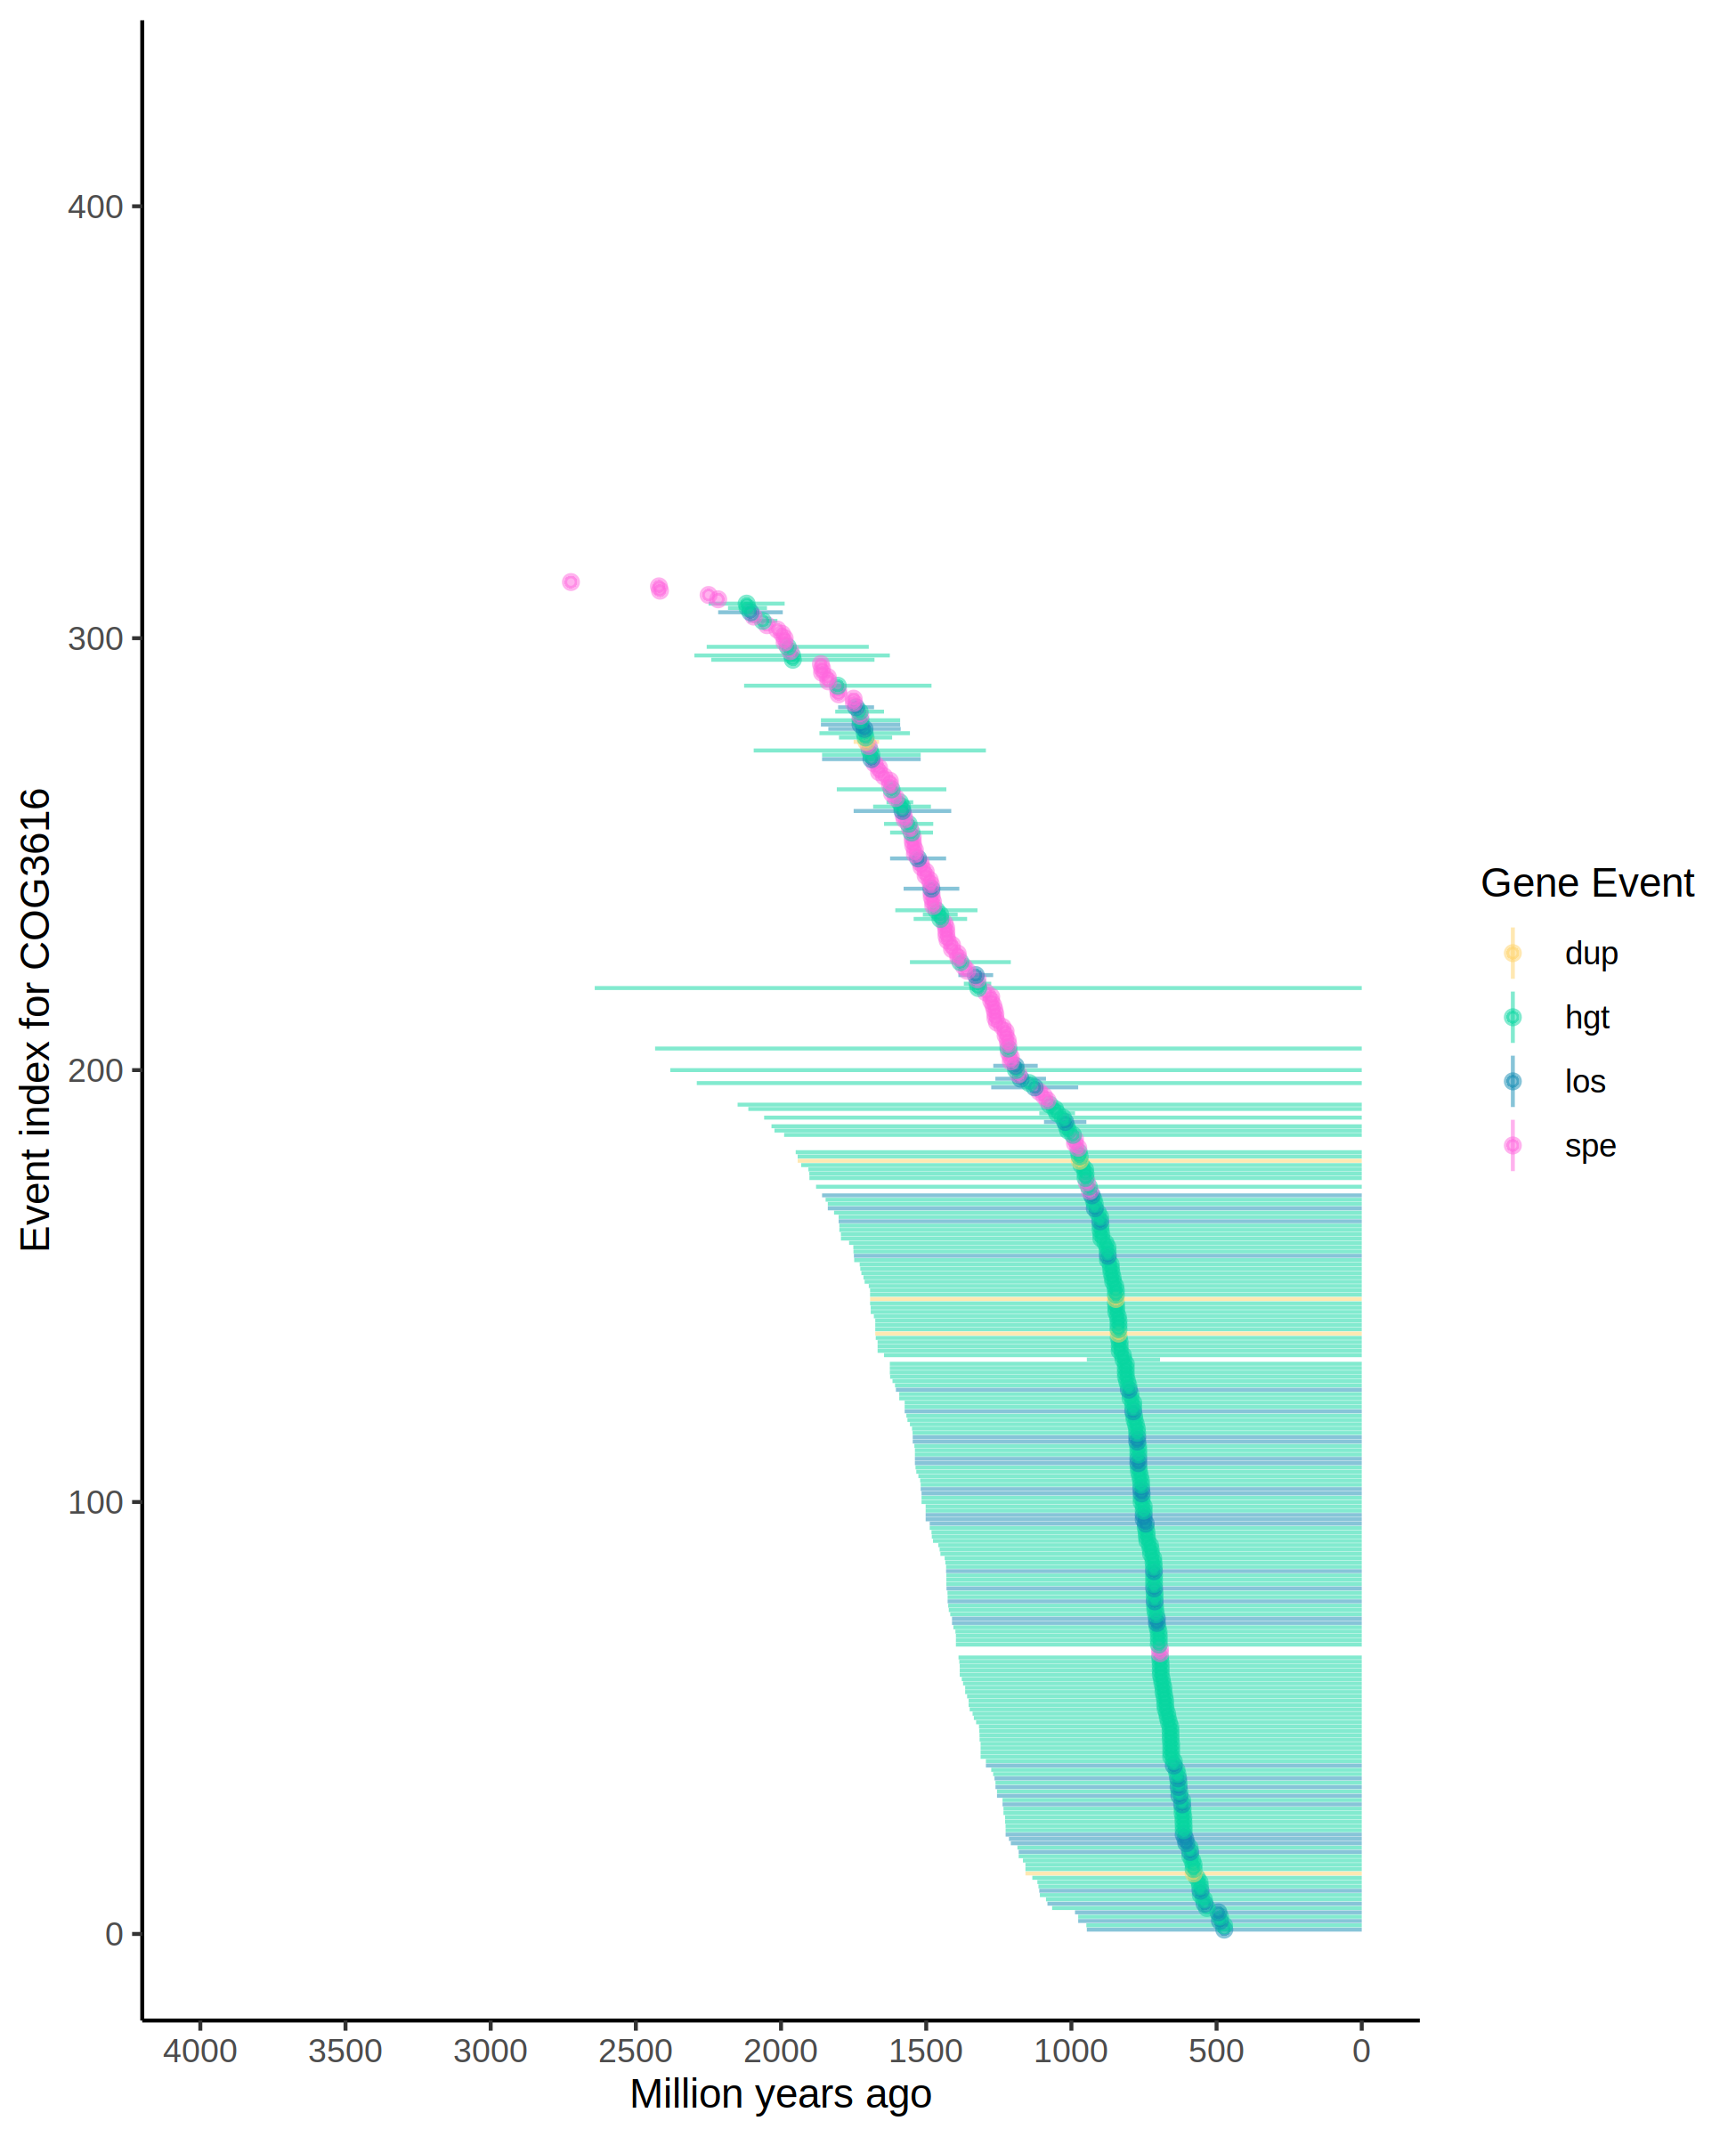 Event index for COG3616
400
300
200
100
0
4000 3500 3000 2500 2000 1500 1000 500 0
Million years ago
Gene Event
dup
hgt
los
spe